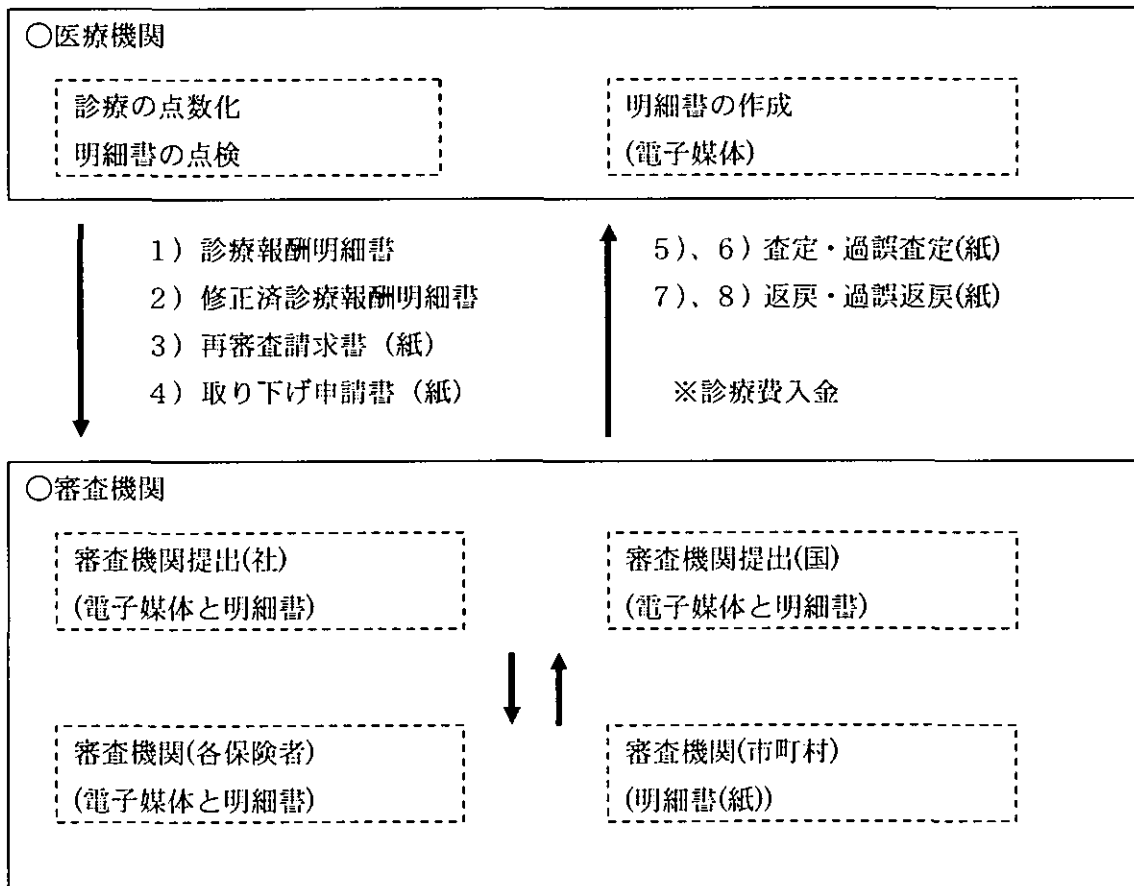 ○医療機関
診療の点数化
明細書の点検
明細書の作成
(電子媒体)
1) 診療報酬明細書
2) 修正済診療報酬明細書
3) 再審査請求書 (紙)
4) 取り下げ申請書 (紙)
5)、6) 査定・過誤査定(紙)
7)、8) 返戻・過誤返戻(紙)
※診療費入金
○審査機関
審査機関提出(社)
(電子媒体と明細書)
審査機関提出(国)
(電子媒体と明細書)
審査機関(各保険者)
(電子媒体と明細書)
審査機関(市町村)
(明細書(紙))